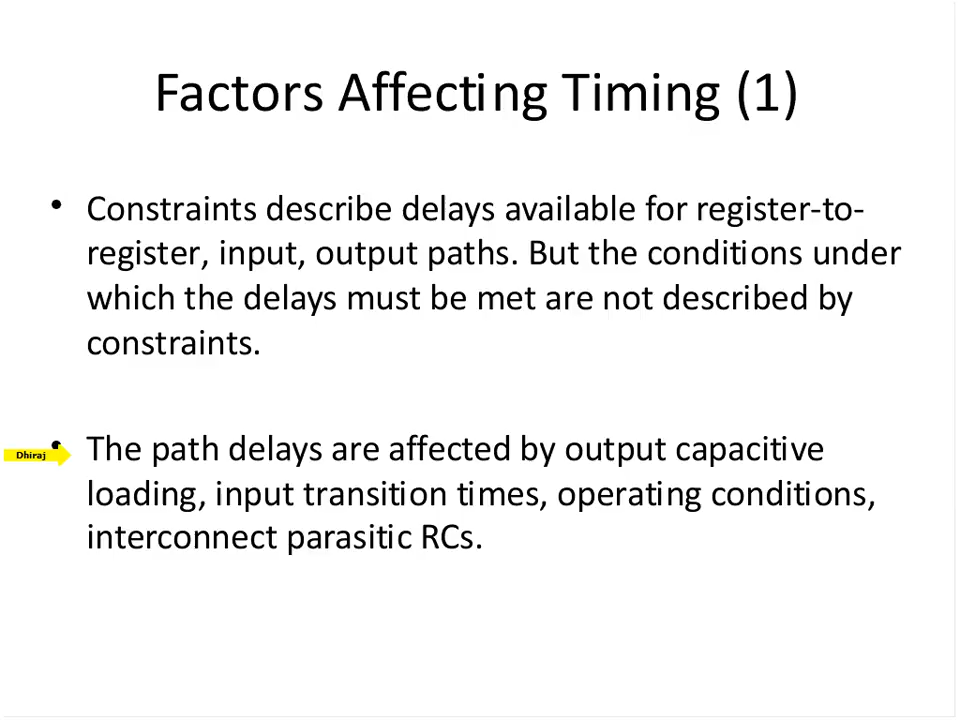 Factors Affecting Timing (1)
• Constraints describe delays available for register-to-
register, input, output paths. But the conditions under
which the delays must be met are not described by
constraints.
Dhiraj
• The path delays are affected by output capacitive
loading, input transition times, operating conditions,
interconnect parasitic RCs.